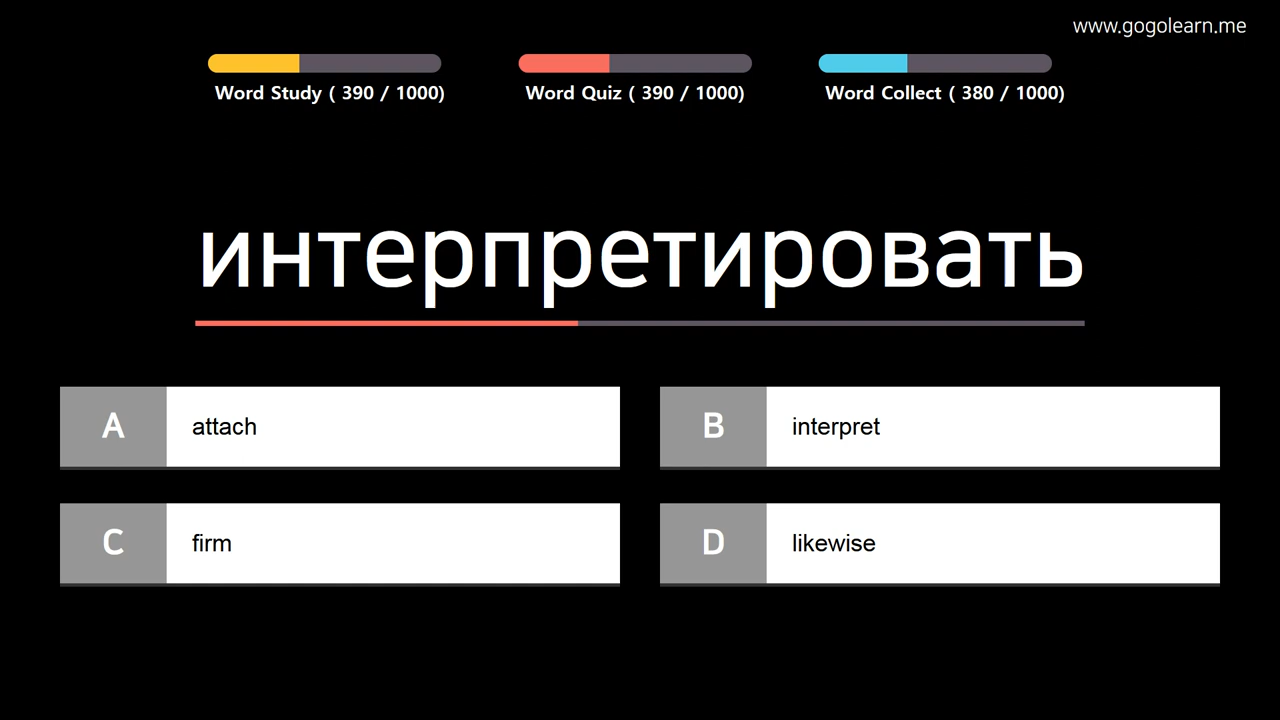 www.gogolearn.me
Word Study ( 390 / 1000)
Word Quiz ( 390 / 1000)
Word Collect ( 380 / 1000)
интерпретировать
A attach
B interpret
C firm
D likewise